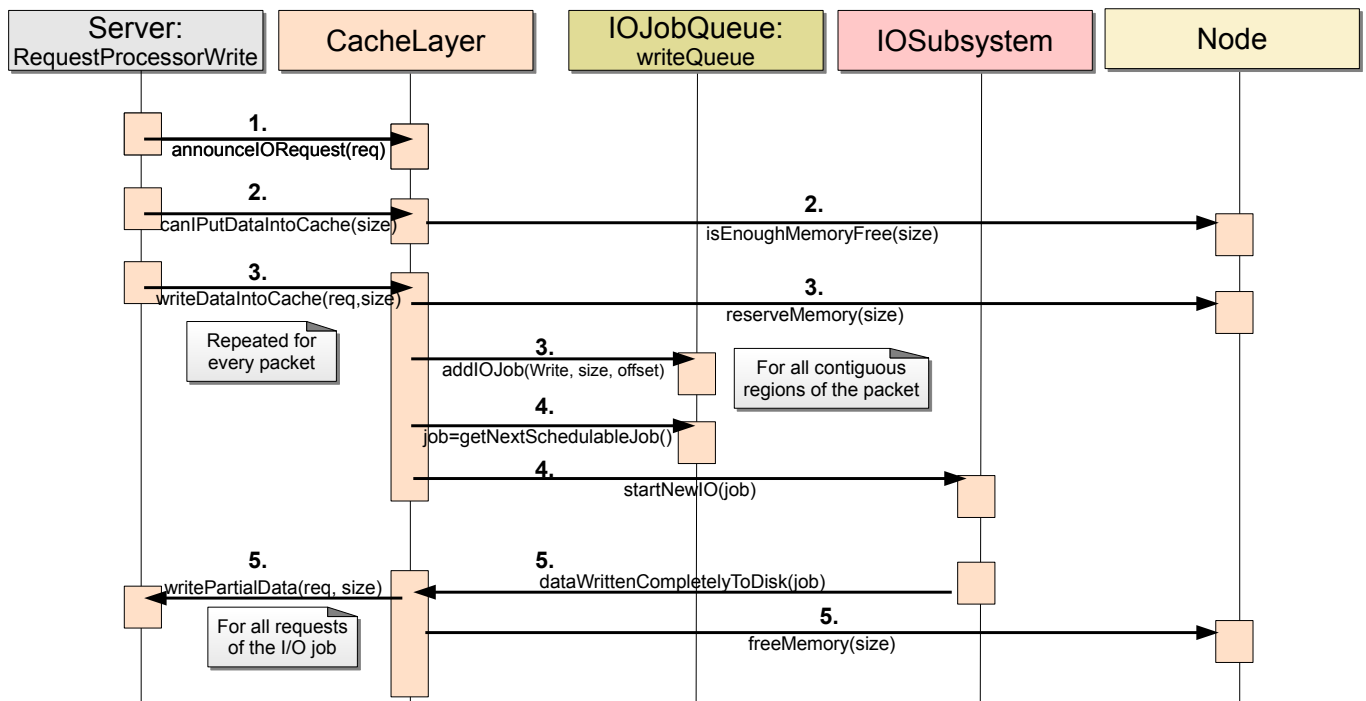 Server:
RequestProcessorWrite
CacheLayer
IOJobQueue:
writeQueue
IOSubsystem
Node
1.
announceIORequest(req)
2.
canIPutDataIntoCache(size)
2.
isEnoughMemoryFree(size)
3.
writeDataIntoCache(req,size)
3.
reserveMemory(size)
Repeated for
every packet
3.
addIOJob(Write, size, offset)
For all contiguous
regions of the packet
4.
job=getNextSchedulableJob()
4.
startNewIO(job)
5.
writePartialData(req, size)
5.
dataWrittenCompletelyToDisk(job)
For all requests
of the I/O job
5.
freeMemory(size)